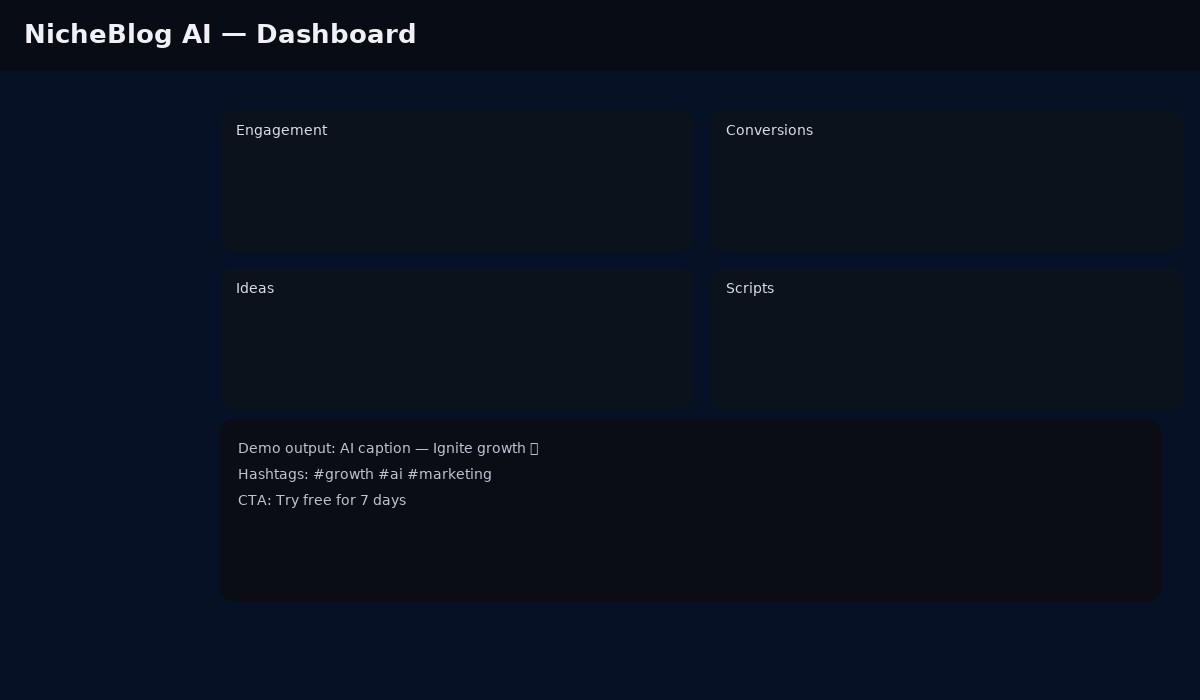 NicheBlog AI — Dashboard
Engagement
Conversions
Ideas
Scripts
Demo output: AI caption — Ignite growth
Hashtags: #growth #ai #marketing
CTA: Try free for 7 days